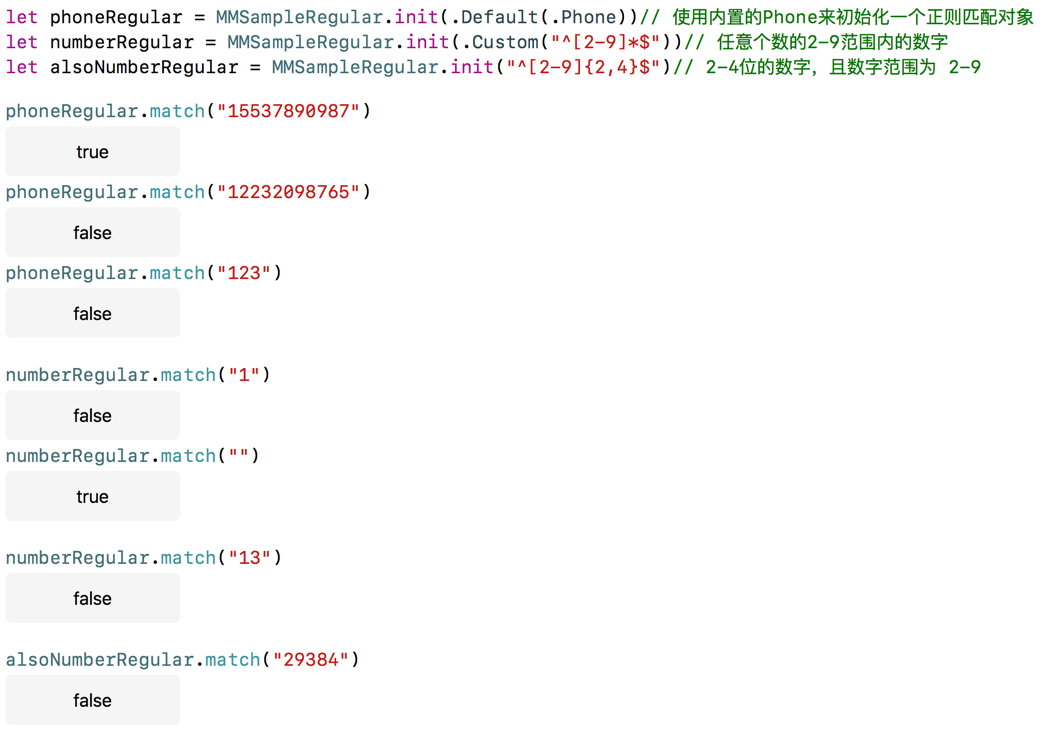 let phoneRegular = MMSampleRegular.init(.Default(.Phone))// 使用内置的Phone来初始化一个正则匹配对象
let numberRegular = MMSampleRegular.init(.Custom("^[2-9]*$"))// 任意个数的2-9范围内的数字
let alsoNumberRegular = MMSampleRegular.init("^[2-9]{2,4}$")// 2-4位的数字，且数字范围为 2-9
phoneRegular.match("15537890987")
true
phoneRegular.match("12232098765")
false
phoneRegular.match("123")
false
numberRegular.match("1")
false
numberRegular.match("")
true
numberRegular.match("13")
false
alsoNumberRegular.match("29384")
false